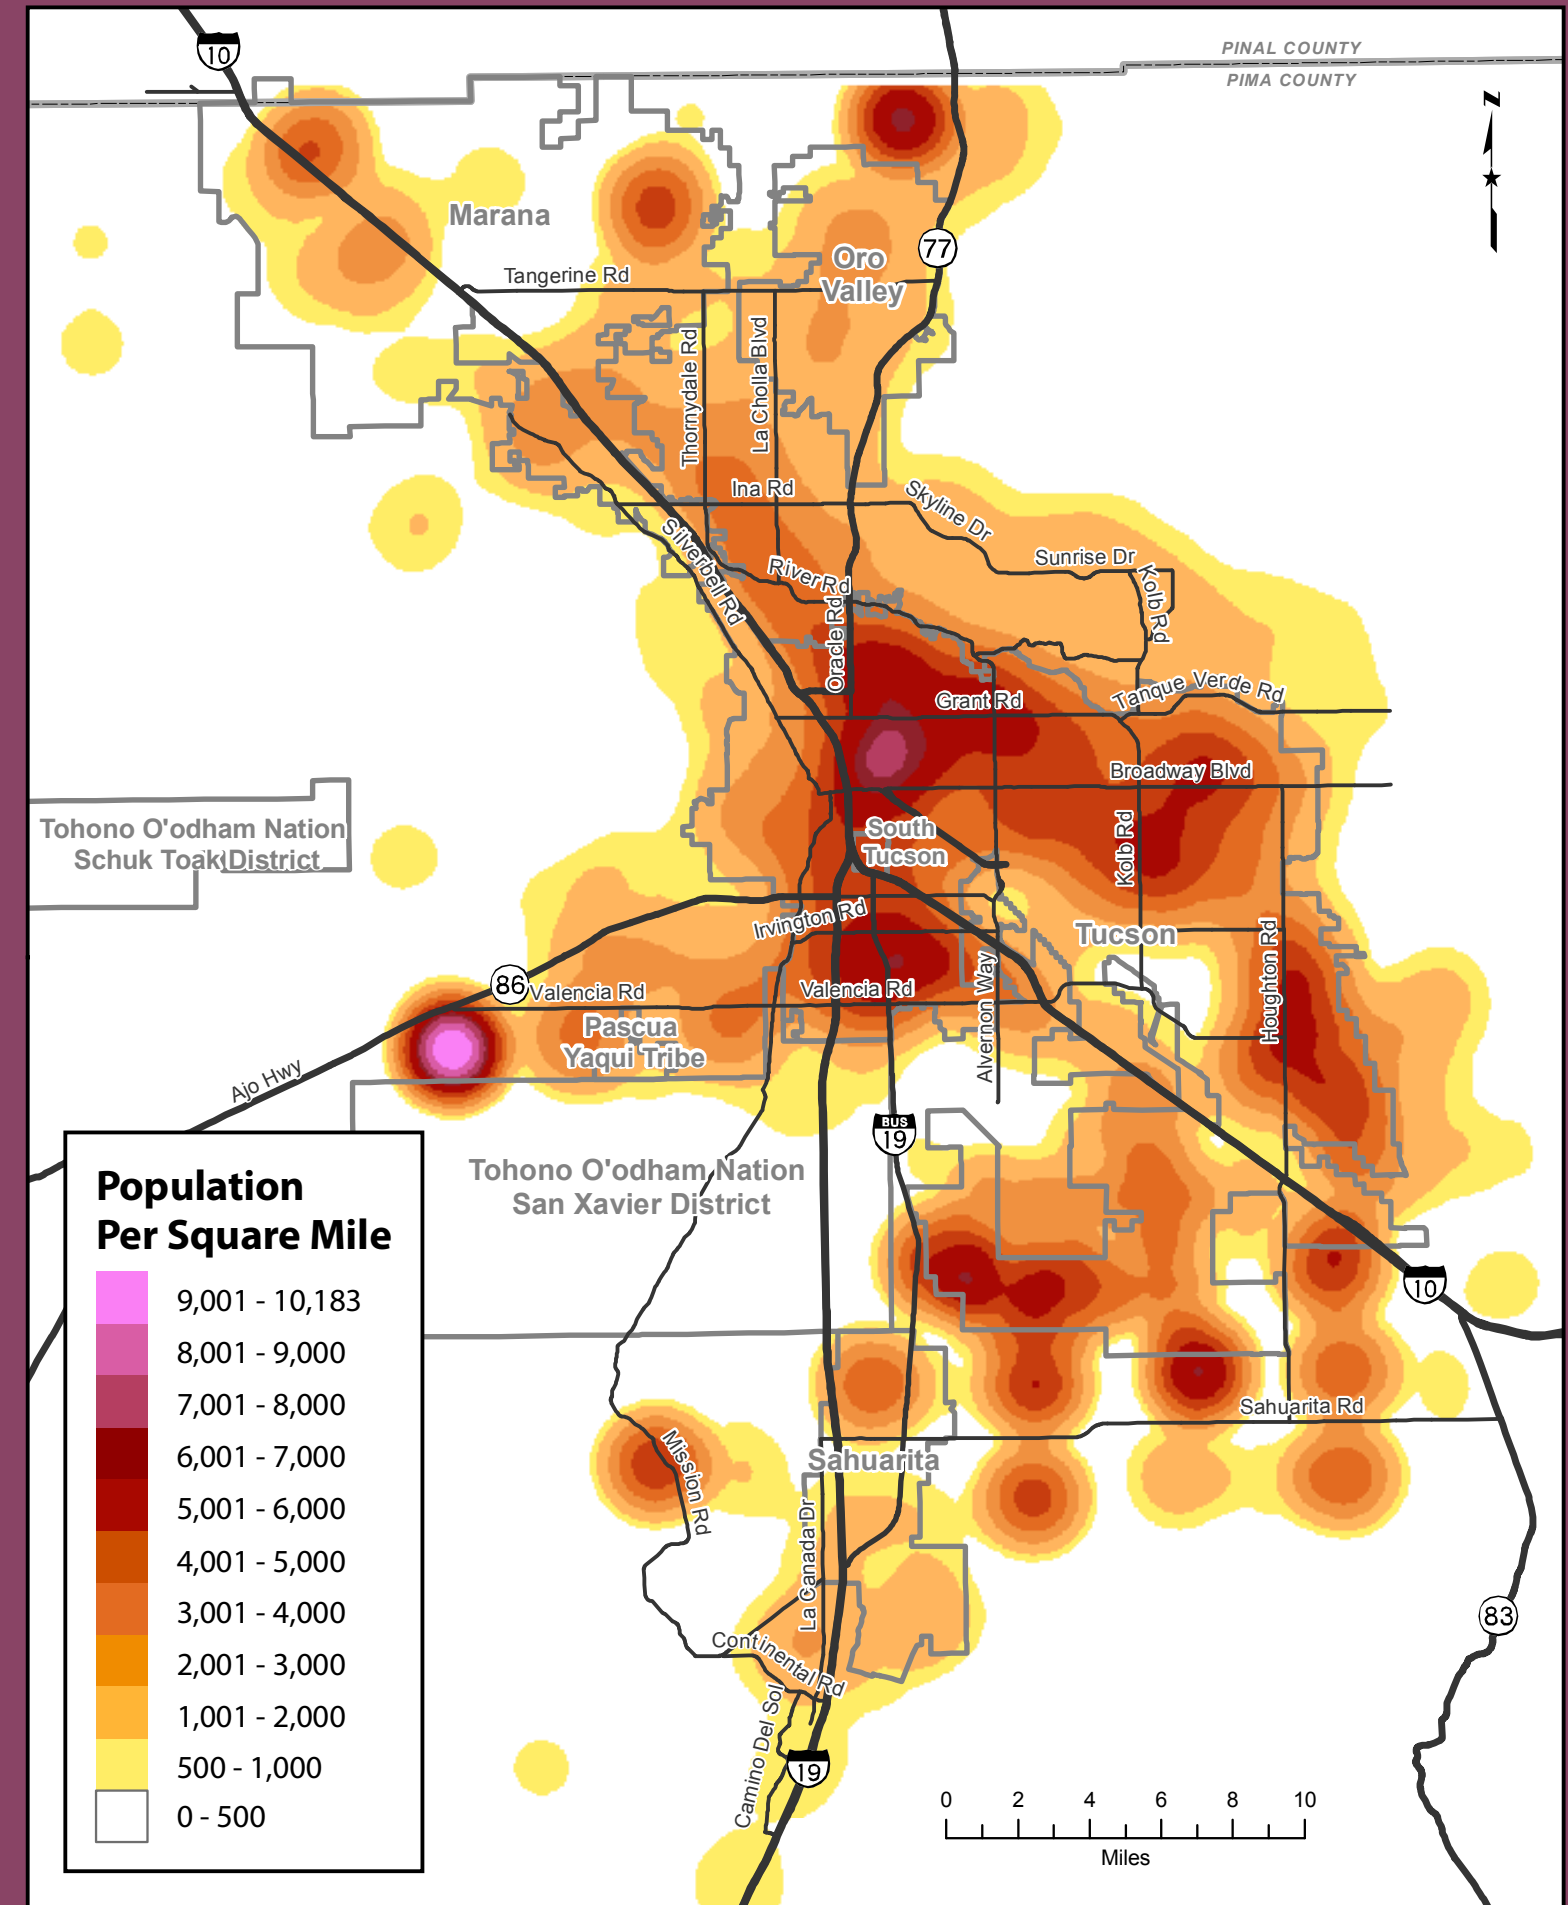 10
PINAL COUNTY
PIMA COUNTY
N
Marana
77
Oro
Valley
Tangerine Rd
Thornydale Rd
La Cholla Blvd
Ina Rd
Skyline Dr
Silverbell Rd
Sunrise Dr
Kolb Rd
River Rd
Oracle Rd
Grant Rd
Tanque Verde Rd
Broadway Blvd
Tohono O'odham Nation
Schuk Toak District
South
Tucson
Kolb Rd
Irvington Rd
Tucson
Houghton Rd
86
Valencia Rd
Valencia Rd
Alvernon Way
Pascua
Yaqui Tribe
Ajo Hwy
BUS
19
Tohono O'odham Nation
San Xavier District
10
Sahuarita Rd
Mission Rd
Sahuarita
La Canada Dr
83
Continental Rd
Camino Del Sol
19
Population
Per Square Mile
9,001 - 10,183
8,001 - 9,000
7,001 - 8,000
6,001 - 7,000
5,001 - 6,000
4,001 - 5,000
3,001 - 4,000
2,001 - 3,000
1,001 - 2,000
500 - 1,000
0 - 500
0 2 4 6 8 10
Miles